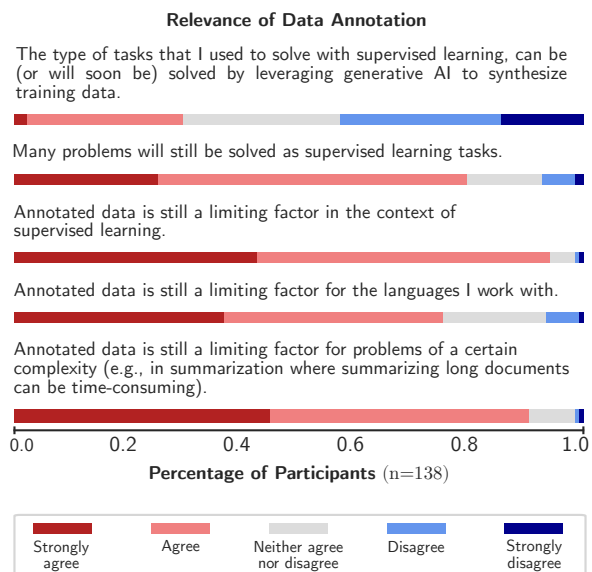 Relevance of Data Annotation
The type of tasks that I used to solve with supervised learning, can be
(or will soon be) solved by leveraging generative AI to synthesize
training data.
Many problems will still be solved as supervised learning tasks.
Annotated data is still a limiting factor in the context of
supervised learning.
Annotated data is still a limiting factor for the languages I work with.
Annotated data is still a limiting factor for problems of a certain
complexity (e.g., in summarization where summarizing long documents
can be time-consuming).
0.0 0.2 0.4 0.6 0.8 1.0
Percentage of Participants (n=138)
Strongly agree
Agree
Neither agree nor disagree
Disagree
Strongly disagree